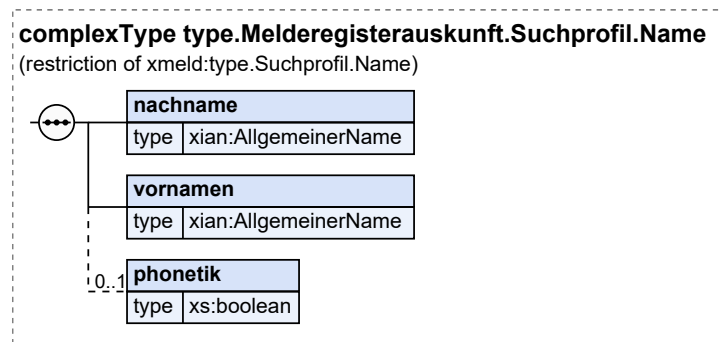 complexType type.Melderegisterauskunft.Suchprofil.Name
(restriction of xmeld:type.Suchprofil.Name)
nachname
type xian:AllgemeinerName
vornamen
type xian:AllgemeinerName
0..1 phonetik
type xs:boolean